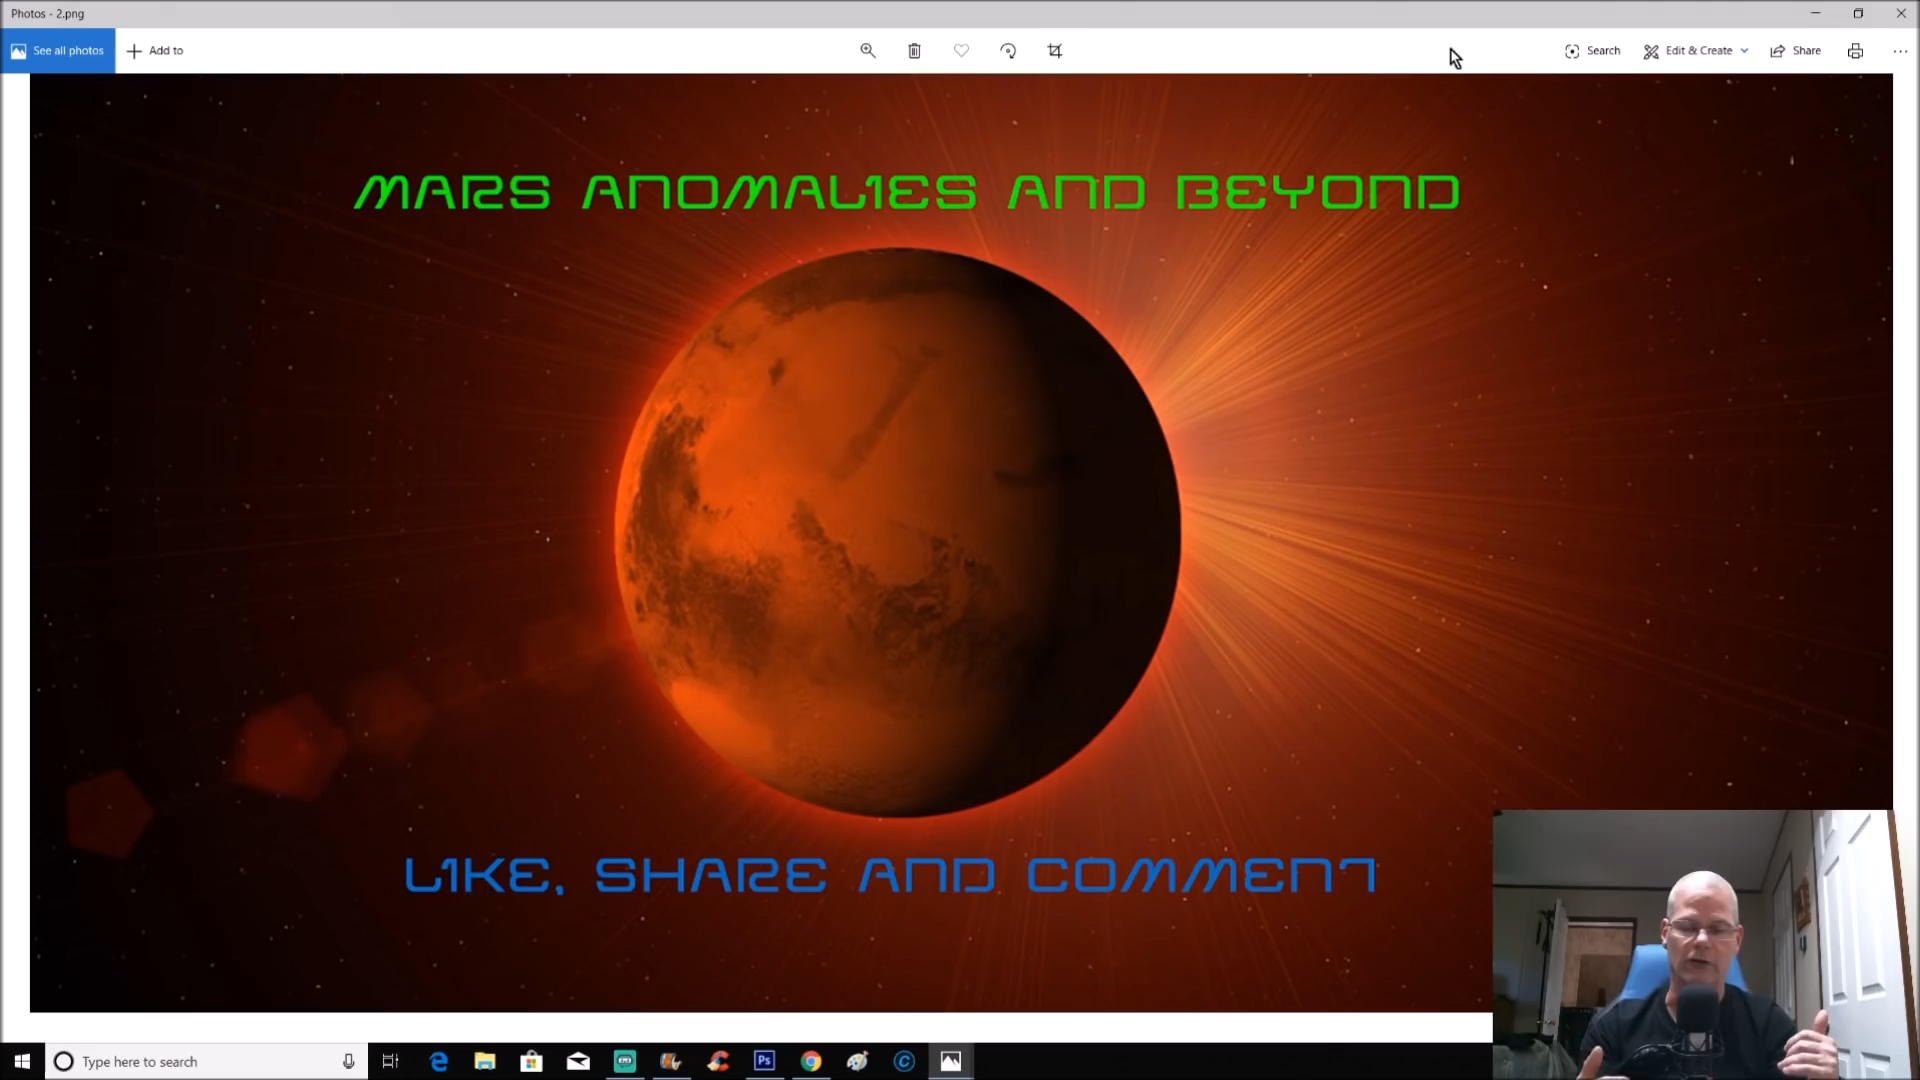 Photos - 2.png
See all photos
Add to
Search
Edit & Create
Share
MARS ANOMALIES AND BEYOND
LIKE, SHARE AND COMMENT
Type here to search
Ps